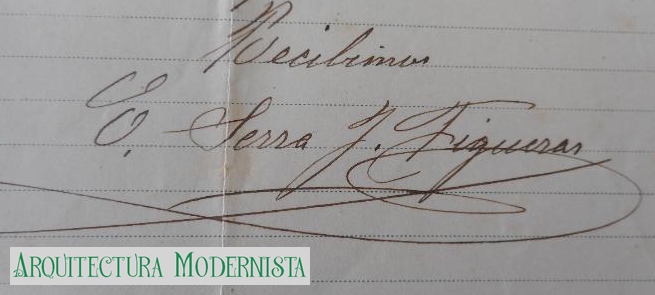 Recibimos
E. Serra J. Figueras
ARQUITECTURA MODERNISTA